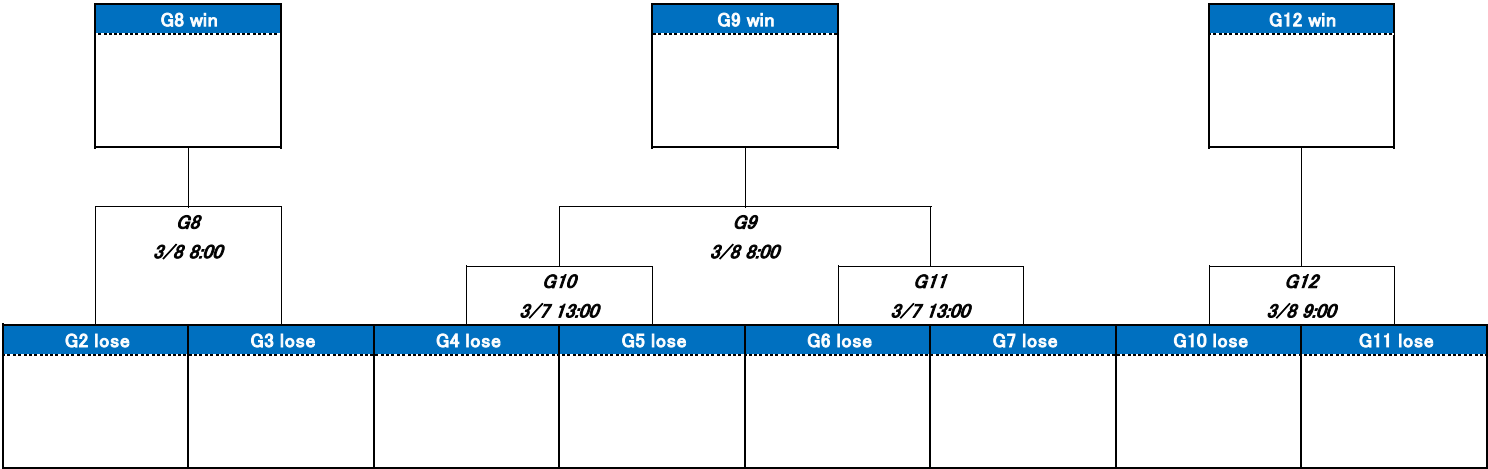 G8 win
G9 win
G12 win
G8
3/8 8:00
G9
3/8 8:00
G10
3/7 13:00
G11
3/7 13:00
G12
3/8 9:00
G2 lose
G3 lose
G4 lose
G5 lose
G6 lose
G7 lose
G10 lose
G11 lose